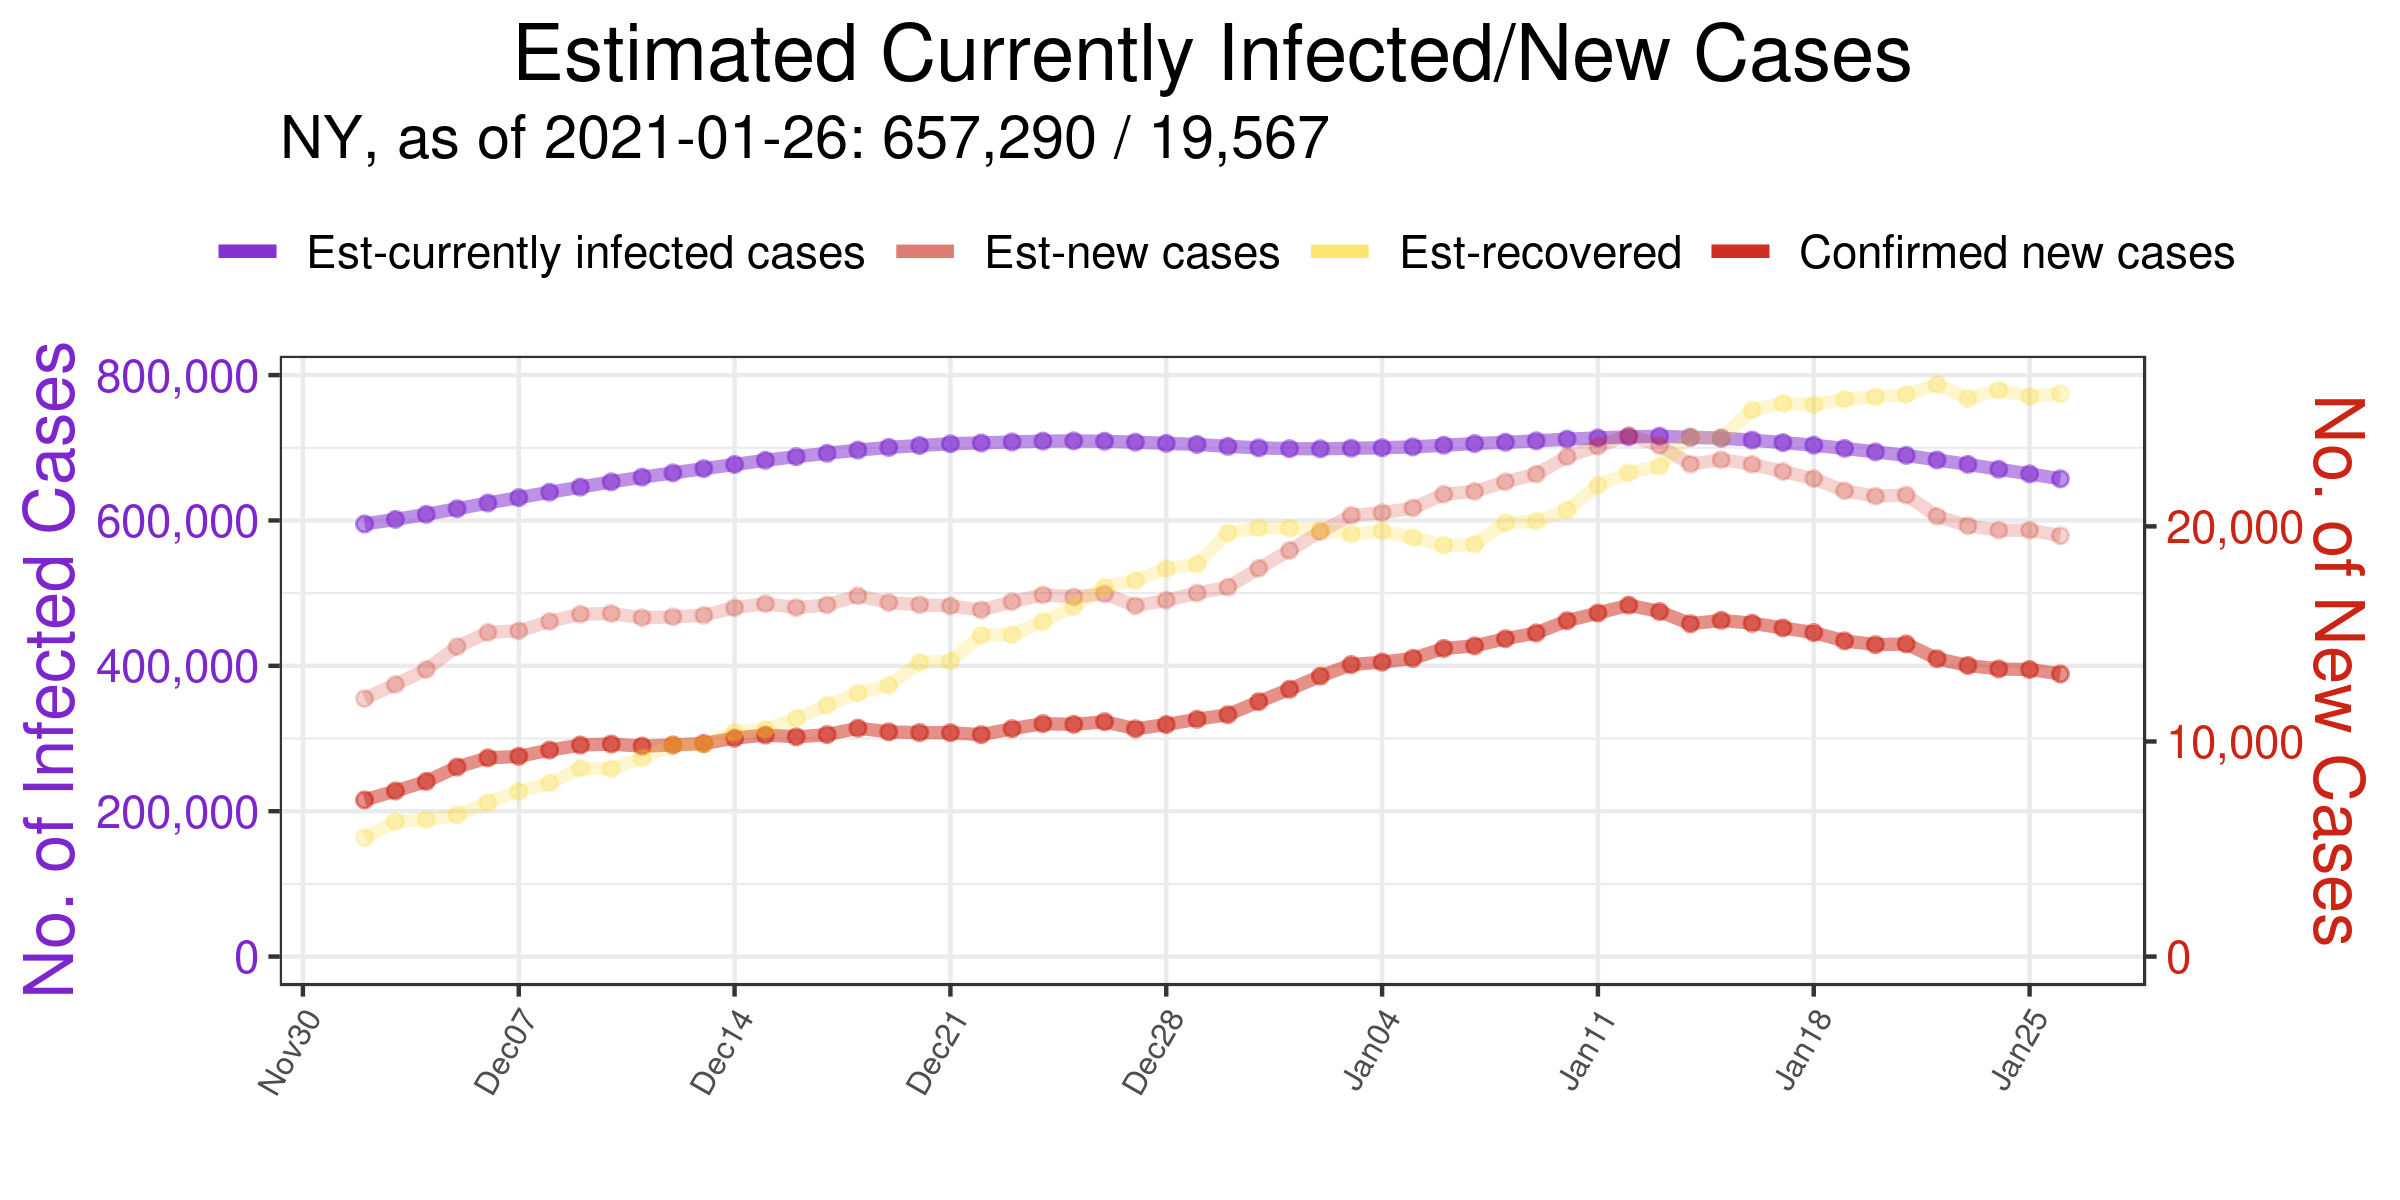 Estimated Currently Infected/New Cases
NY, as of 2021-01-26: 657,290 / 19,567
Est-currently infected cases Est-new cases Est-recovered Confirmed new cases
No. of Infected Cases
800,000
600,000
400,000
200,000
0
20,000
10,000
0
No. of New Cases
Nov30 Dec07 Dec14 Dec21 Dec28 Jan04 Jan11 Jan18 Jan25